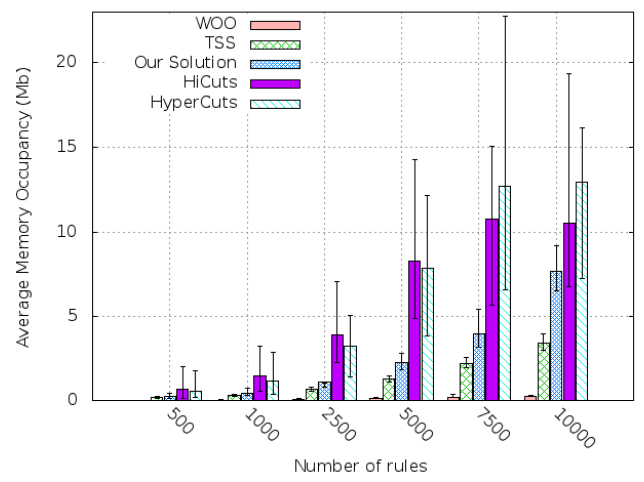 WOO
TSS
Our Solution
HiCuts
HyperCuts
Average Memory Occupancy (Mb)
20
15
10
5
0
500
1000
2500
5000
7500
10000
Number of rules